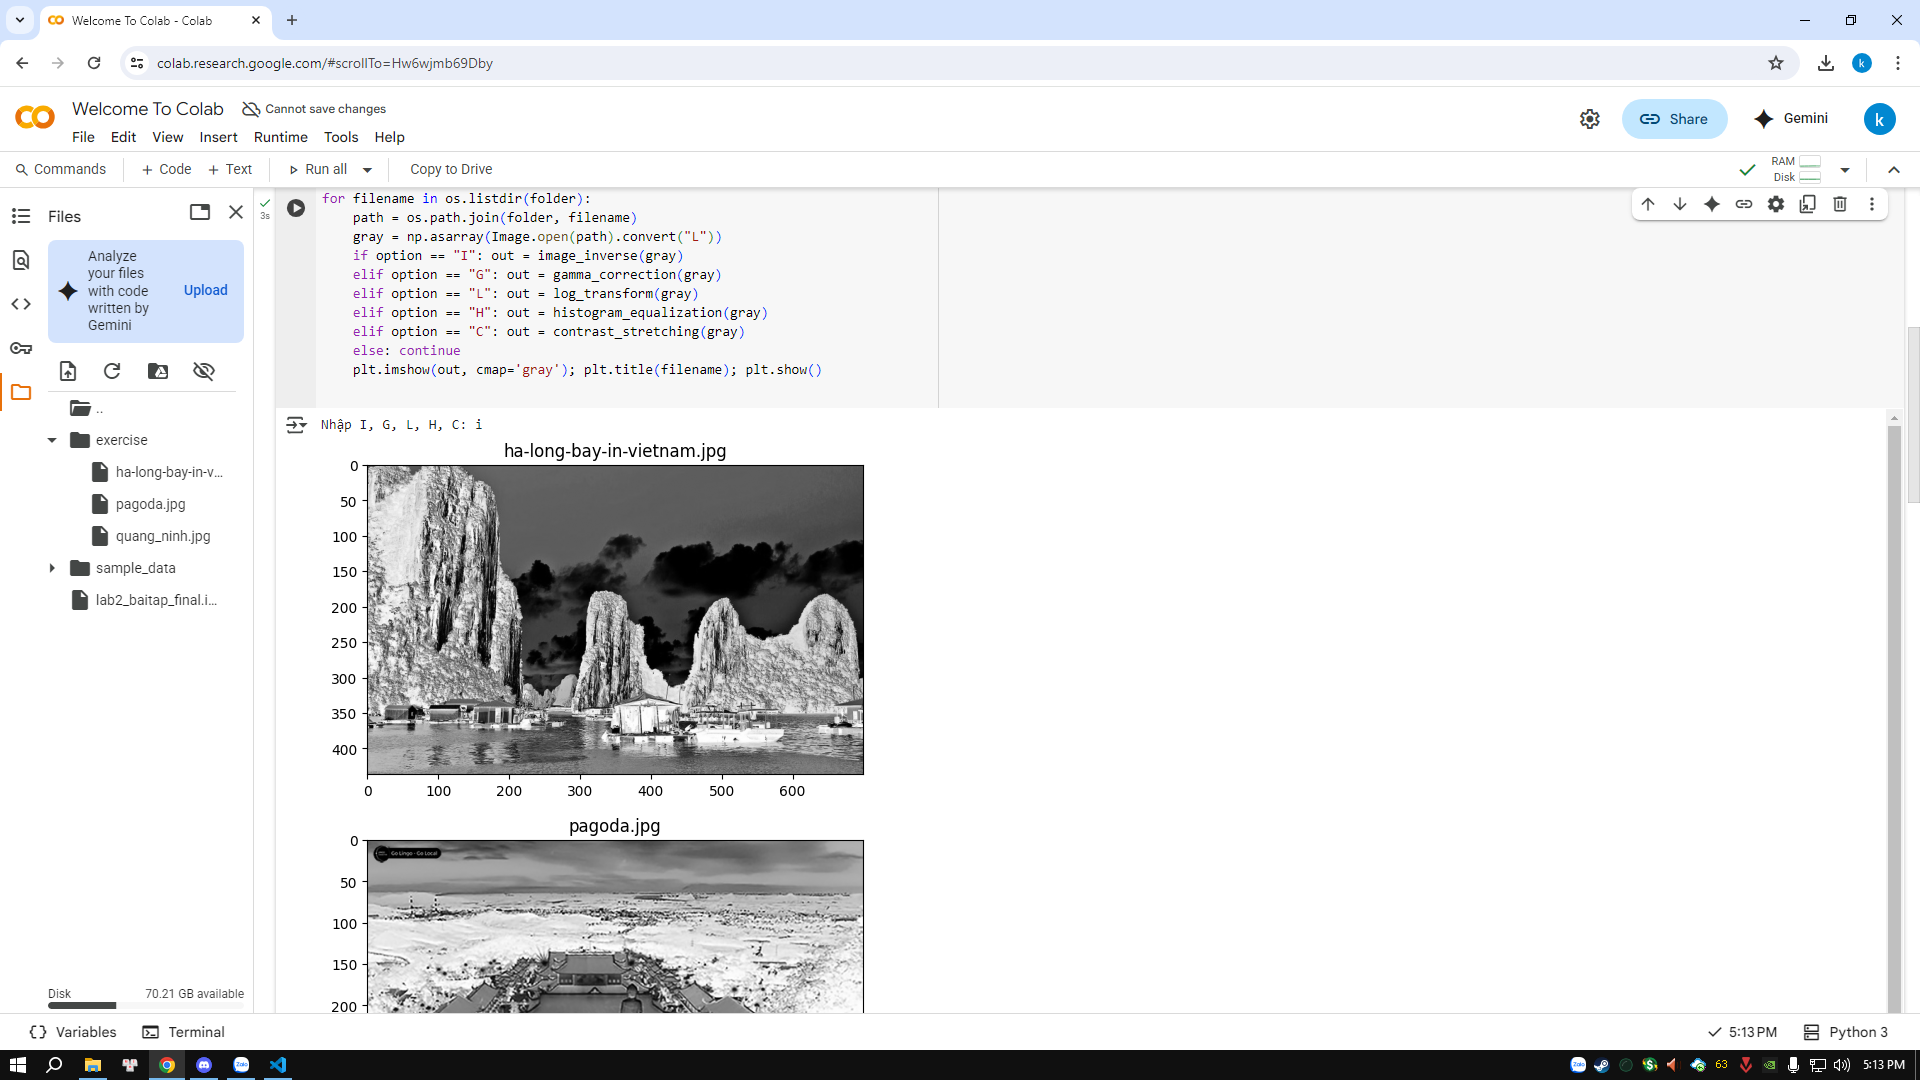 Welcome To Colab - Colab
colab.research.google.com/#scrollTo=Hw6wjmb69Dby
k
Welcome To Colab
Cannot save changes
File Edit View Insert Runtime Tools Help
Share
Gemini
k
Commands
+ Code + Text
Run all
Copy to Drive
RAM
Disk
Files
Analyze
your files
with code
written by
Gemini
Upload
..
exercise
ha-long-bay-in-v...
pagoda.jpg
quang_ninh.jpg
sample_data
lab2_baitap_final.i...
Disk
70.21 GB available
3s
for filename in os.listdir(folder):
    path = os.path.join(folder, filename)
    gray = np.asarray(Image.open(path).convert("L"))
    if option == "I": out = image_inverse(gray)
    elif option == "G": out = gamma_correction(gray)
    elif option == "L": out = log_transform(gray)
    elif option == "H": out = histogram_equalization(gray)
    elif option == "C": out = contrast_stretching(gray)
    else: continue
    plt.imshow(out, cmap='gray'); plt.title(filename); plt.show()
Nhập I, G, L, H, C: i
ha-long-bay-in-vietnam.jpg
0
50
100
150
200
250
300
350
400
0 100 200 300 400 500 600
pagoda.jpg
0
Go Lingo - Go Local
50
100
150
200
Variables
Terminal
5:13 PM
Python 3
Zalo
Zalo
63
5:13 PM